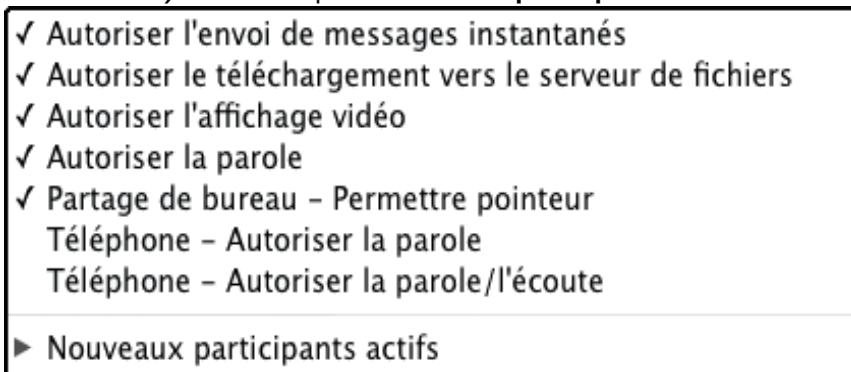 ✓ Autoriser l'envoi de messages instantanés
✓ Autoriser le téléchargement vers le serveur de fichiers
✓ Autoriser l'affichage vidéo
✓ Autoriser la parole
✓ Partage de bureau – Permettre pointeur
Téléphone – Autoriser la parole
Téléphone – Autoriser la parole/l'écoute
▶ Nouveaux participants actifs